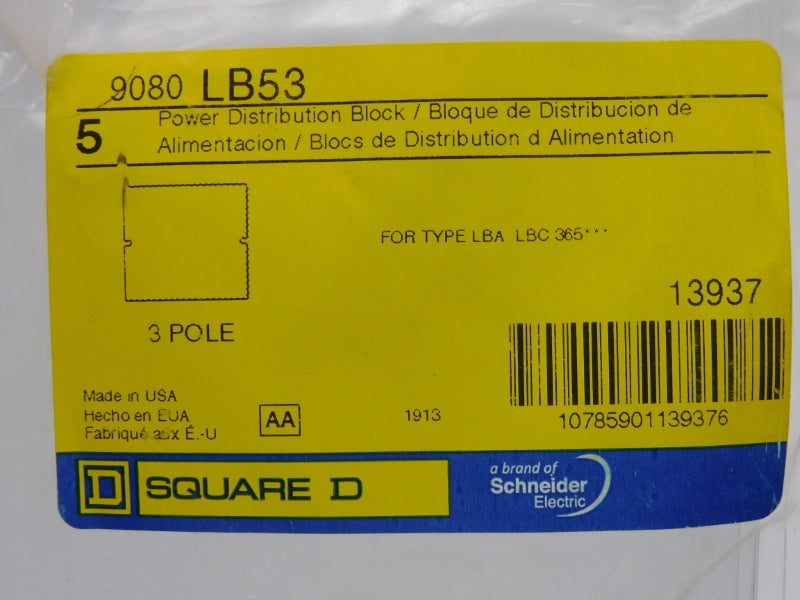 9080 LB53
5
Power Distribution Block / Bloque de Distribucion de
Alimentacion / Blocs de Distribution d Alimentation
FOR TYPE LBA LBC 365***
13937
3 POLE
Made in USA
Hecho en EUA
Fabriqué aux É.-U
AA
1913
10785901139376
D SQUARE D
a brand of
Schneider
Electric